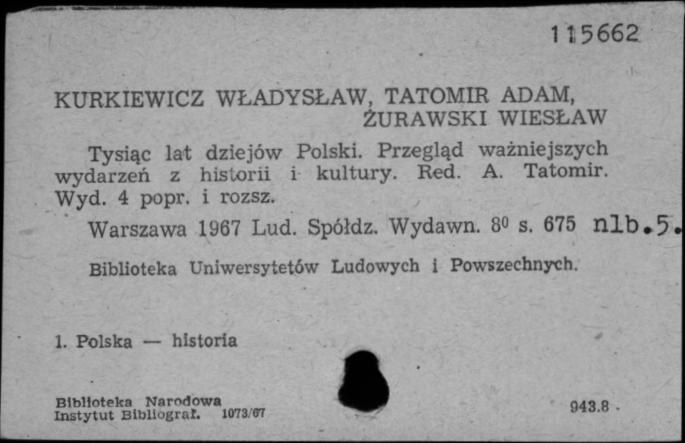 115662
KURKIEWICZ WŁADYSŁAW, TATOMIR ADAM,
ŻURAWSKI WIESŁAW
Tysiąc lat dziejów Polski. Przegląd ważniejszych
wydarzeń z historii i kultury. Red. A. Tatomir.
Wyd. 4 popr. i rozsz.
Warszawa 1967 Lud. Spółdz. Wydawn. 8⁰ s. 675 nlb.5.
Biblioteka Uniwersytetów Ludowych i Powszechnych.
1. Polska — historia
Biblioteka Narodowa
Instytut Bibliograf. 1073/67
943.8